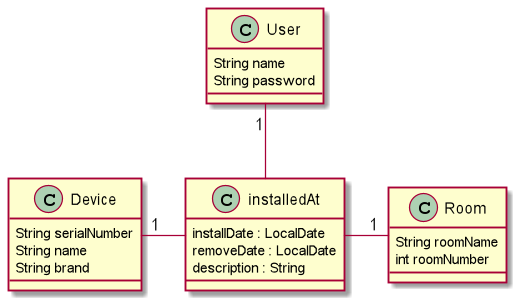 C User
String name
String password
1
C Device
String serialNumber
String name
String brand
1
C installedAt
installDate : LocalDate
removeDate : LocalDate
description : String
1
C Room
String roomName
int roomNumber